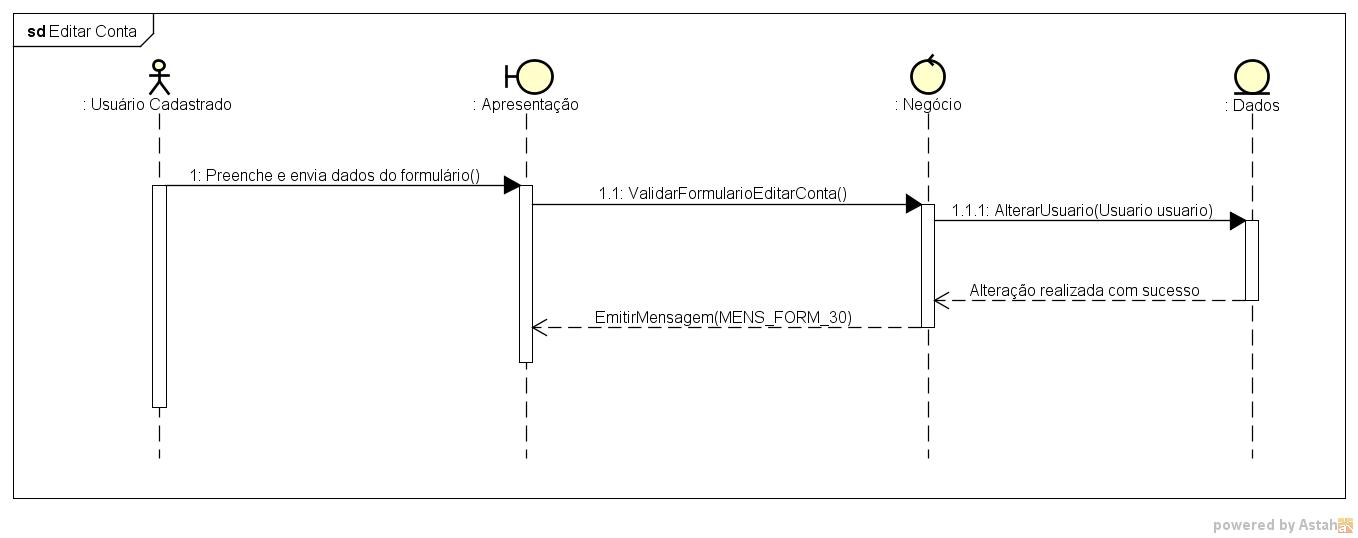 sd Editar Conta
: Usuário Cadastrado
: Apresentação
: Negócio
: Dados
1: Preenche e envia dados do formulário()
1.1: ValidarFormularioEditarConta()
1.1.1: AlterarUsuario(Usuario usuario)
Alteração realizada com sucesso
EmitirMensagem(MENS_FORM_30)
powered by Astah